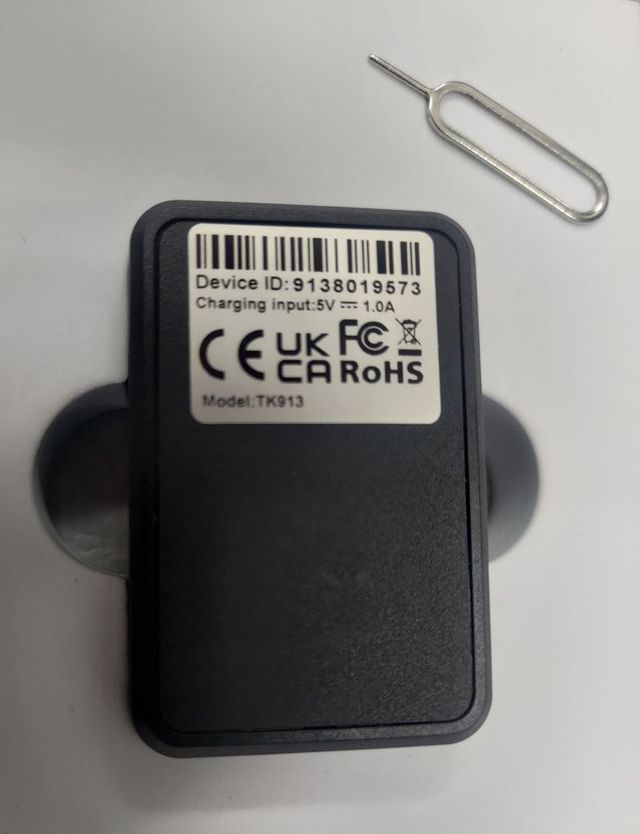 Device ID: 9138019573
Charging input:5V ⎓ 1.0A
CE UK CA FC RoHS
Model:TK913